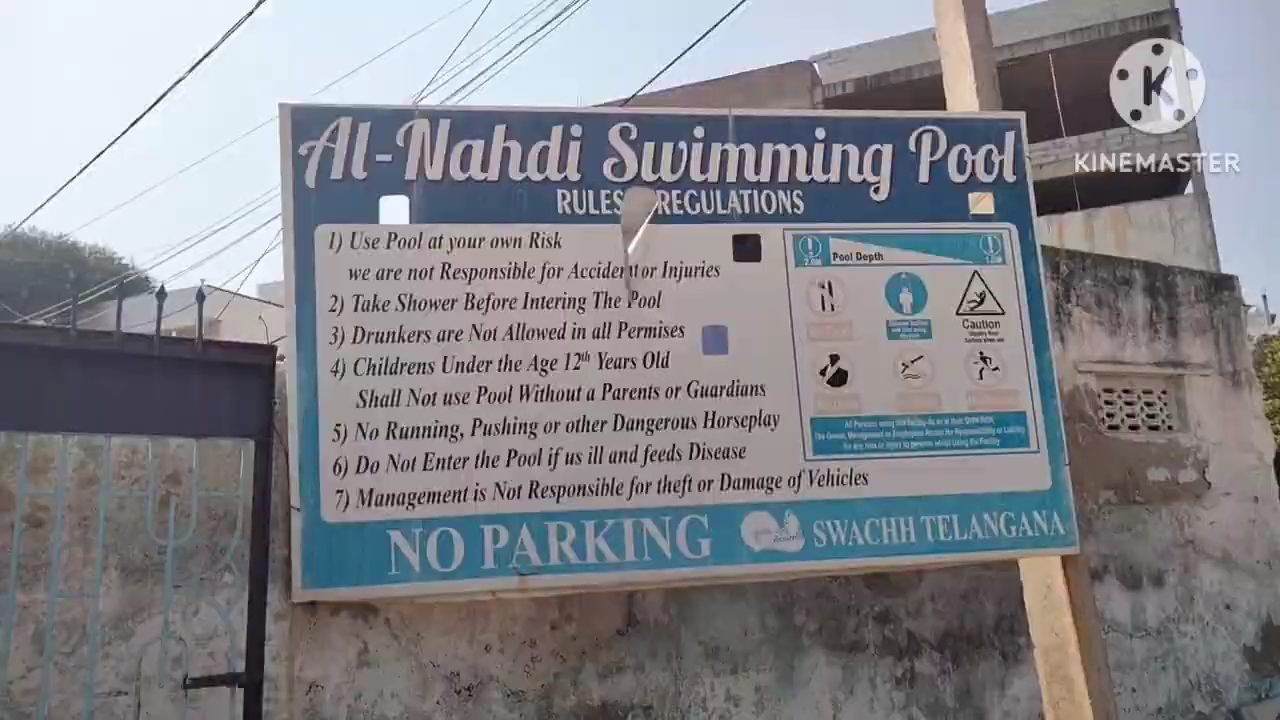 Al-Nahdi Swimming Pool
RULES REGULATIONS
1) Use Pool at your own Risk
we are not Responsible for Accident or Injuries
2) Take Shower Before Intering The Pool
3) Drunkers are Not Allowed in all Permises
4) Childrens Under the Age 12th Years Old
Shall Not use Pool Without a Parents or Guardians
5) No Running, Pushing or other Dangerous Horseplay
6) Do Not Enter the Pool if us ill and feeds Disease
7) Management is Not Responsible for theft or Damage of Vehicles
Pool Depth
Caution
NO PARKING
SWACHH TELANGANA
K
KINEMASTER